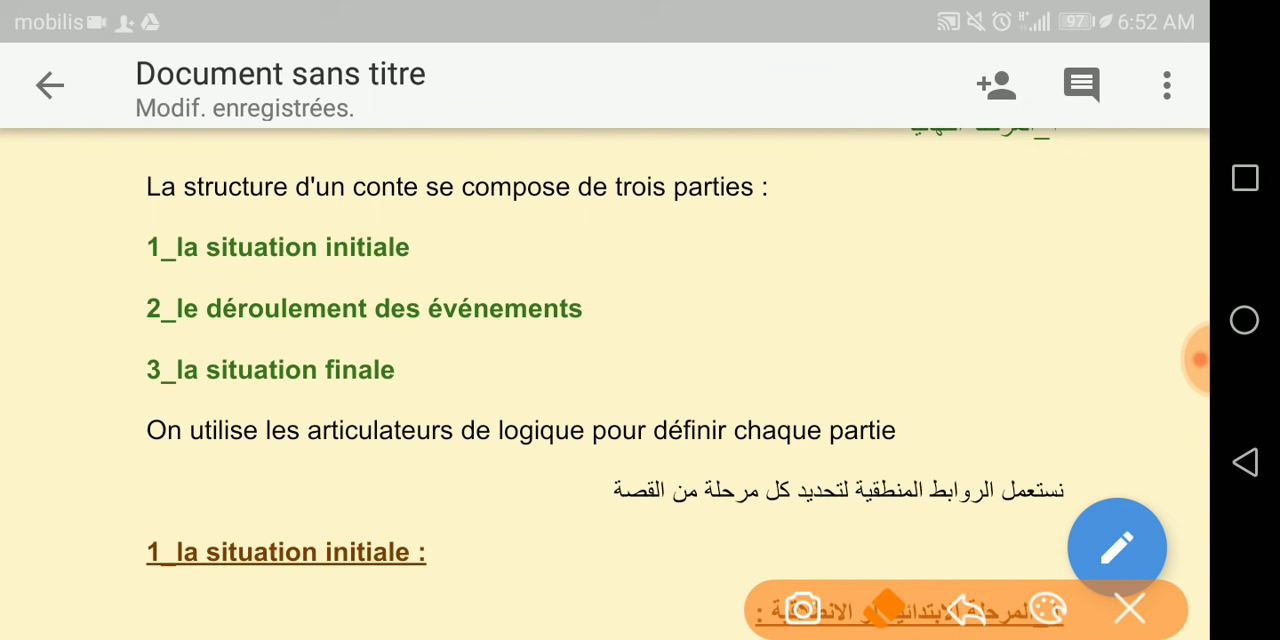 mobilis
97
6:52 AM
Document sans titre
Modif. enregistrées.
La structure d'un conte se compose de trois parties :
1_la situation initiale
2_le déroulement des événements
3_la situation finale
On utilise les articulateurs de logique pour définir chaque partie
نستعمل الروابط المنطقية لتحديد كل مرحلة من القصة
1_la situation initiale :